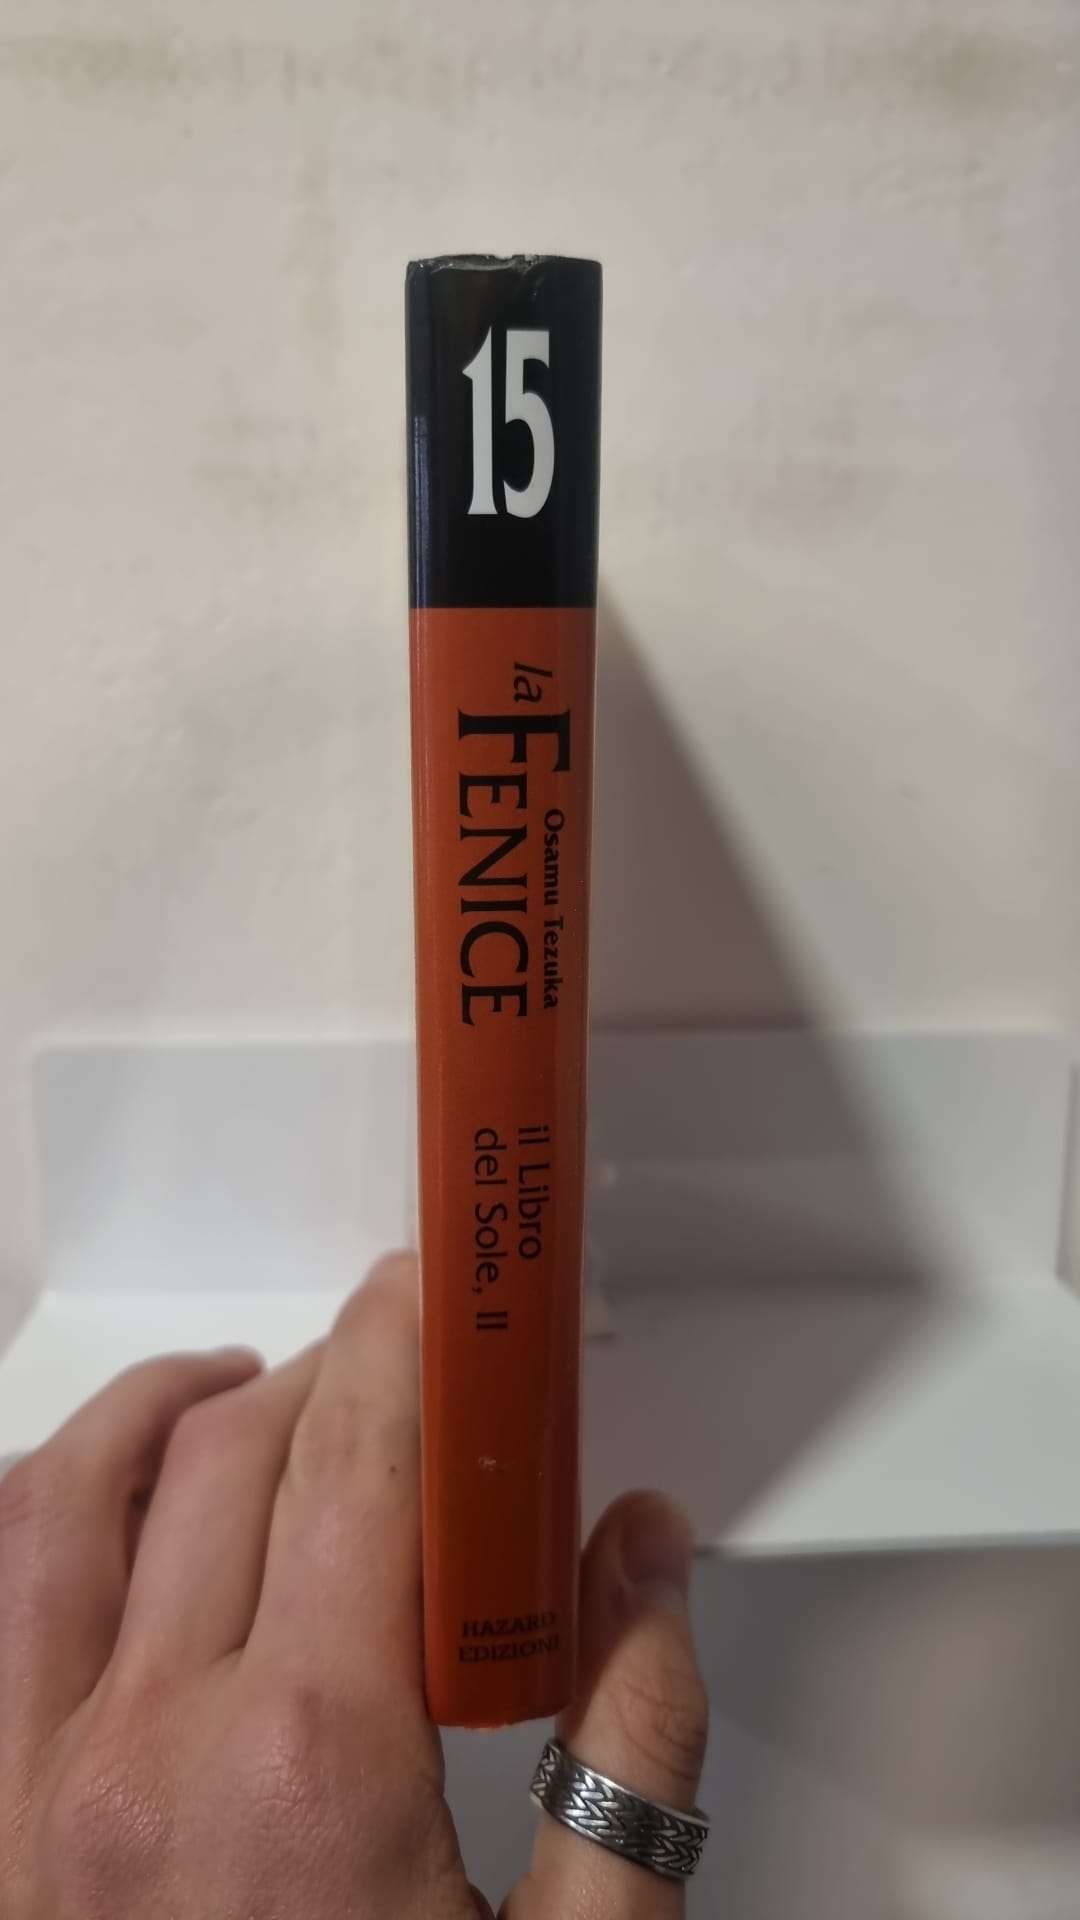 15
la FENICE
Osamu Tezuka
il Libro
del Sole, II
HAZARD
EDIZIONI